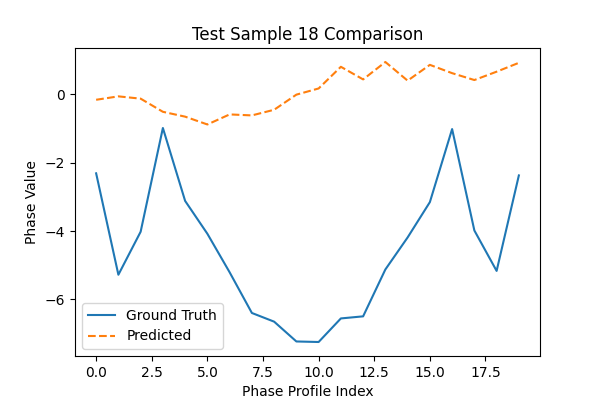 Test Sample 18 Comparison
Phase Value
0
−2
−4
−6
Ground Truth
Predicted
0.0 2.5 5.0 7.5 10.0 12.5 15.0 17.5
Phase Profile Index